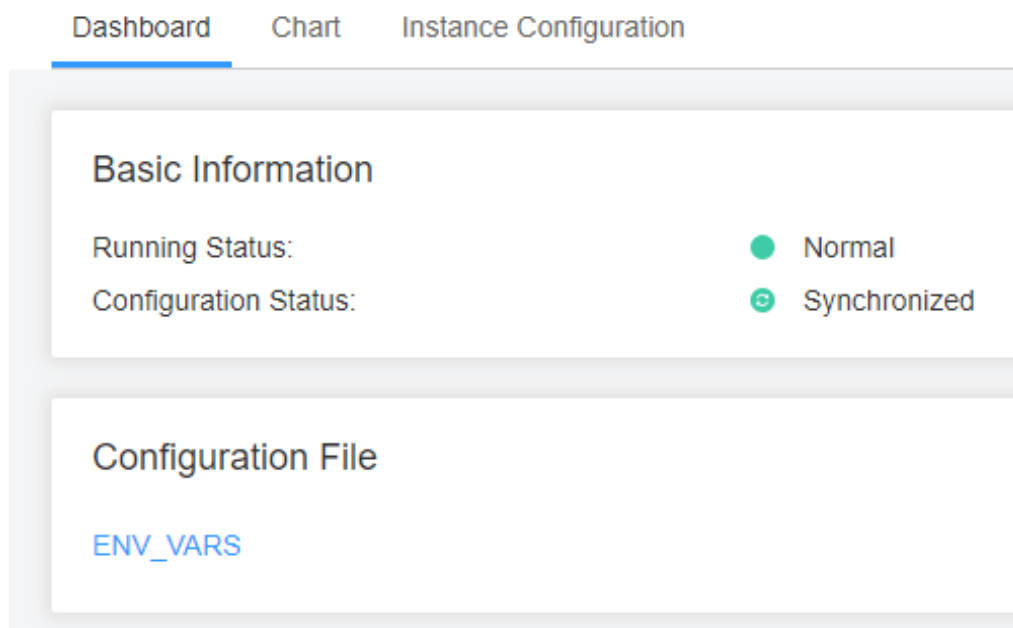 Dashboard Chart Instance Configuration
Basic Information
Running Status: Normal
Configuration Status: Synchronized
Configuration File
ENV_VARS